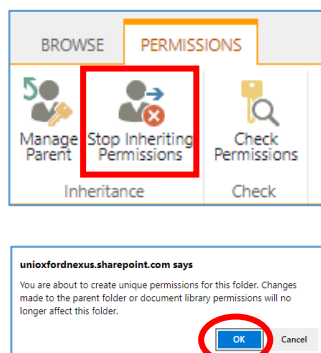 BROWSE PERMISSIONS
Manage Parent
Stop Inheriting Permissions
Check Permissions
Inheritance Check
unioxfordnexus.sharepoint.com says
You are about to create unique permissions for this folder. Changes
made to the parent folder or document library permissions will no
longer affect this folder.
OK Cancel